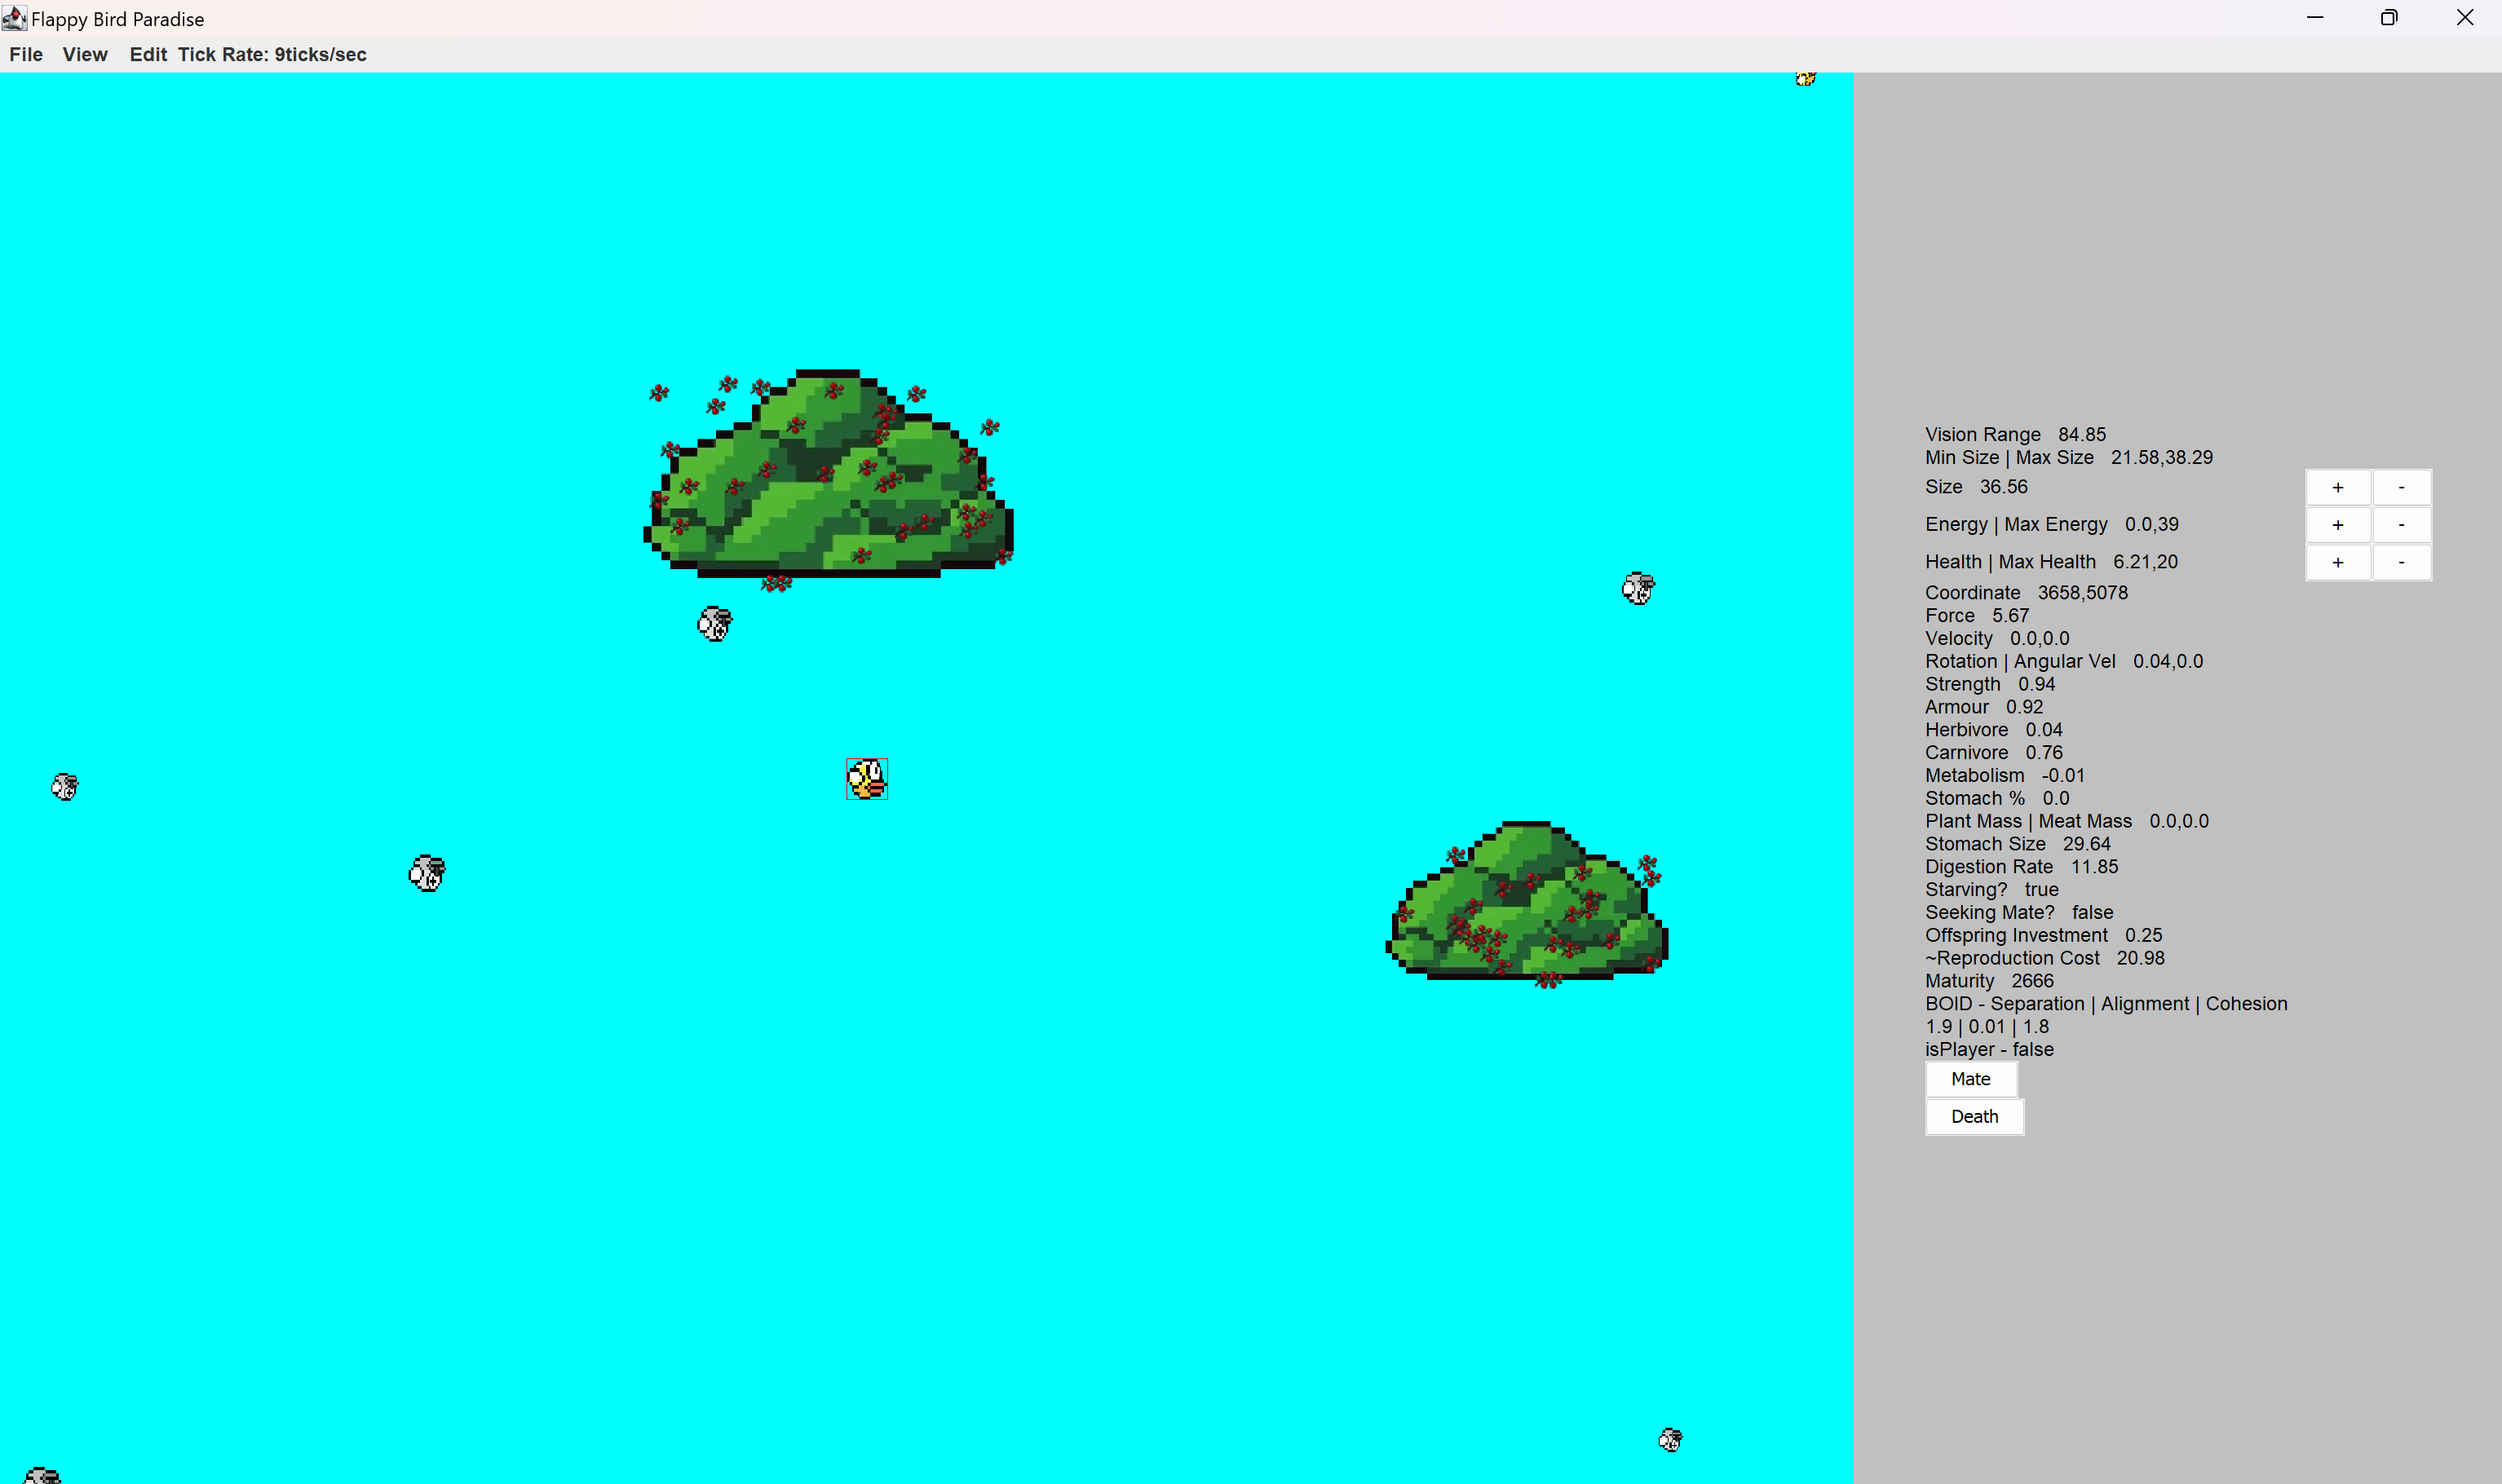 Flappy Bird Paradise
File View Edit Tick Rate: 9ticks/sec
Vision Range 84.85
Min Size | Max Size 21.58,38.29
Size 36.56 + -
Energy | Max Energy 0.0,39 + -
Health | Max Health 6.21,20 + -
Coordinate 3658,5078
Force 5.67
Velocity 0.0,0.0
Rotation | Angular Vel 0.04,0.0
Strength 0.94
Armour 0.92
Herbivore 0.04
Carnivore 0.76
Metabolism -0.01
Stomach % 0.0
Plant Mass | Meat Mass 0.0,0.0
Stomach Size 29.64
Digestion Rate 11.85
Starving? true
Seeking Mate? false
Offspring Investment 0.25
~Reproduction Cost 20.98
Maturity 2666
BOID - Separation | Alignment | Cohesion
1.9 | 0.01 | 1.8
isPlayer - false
Mate
Death